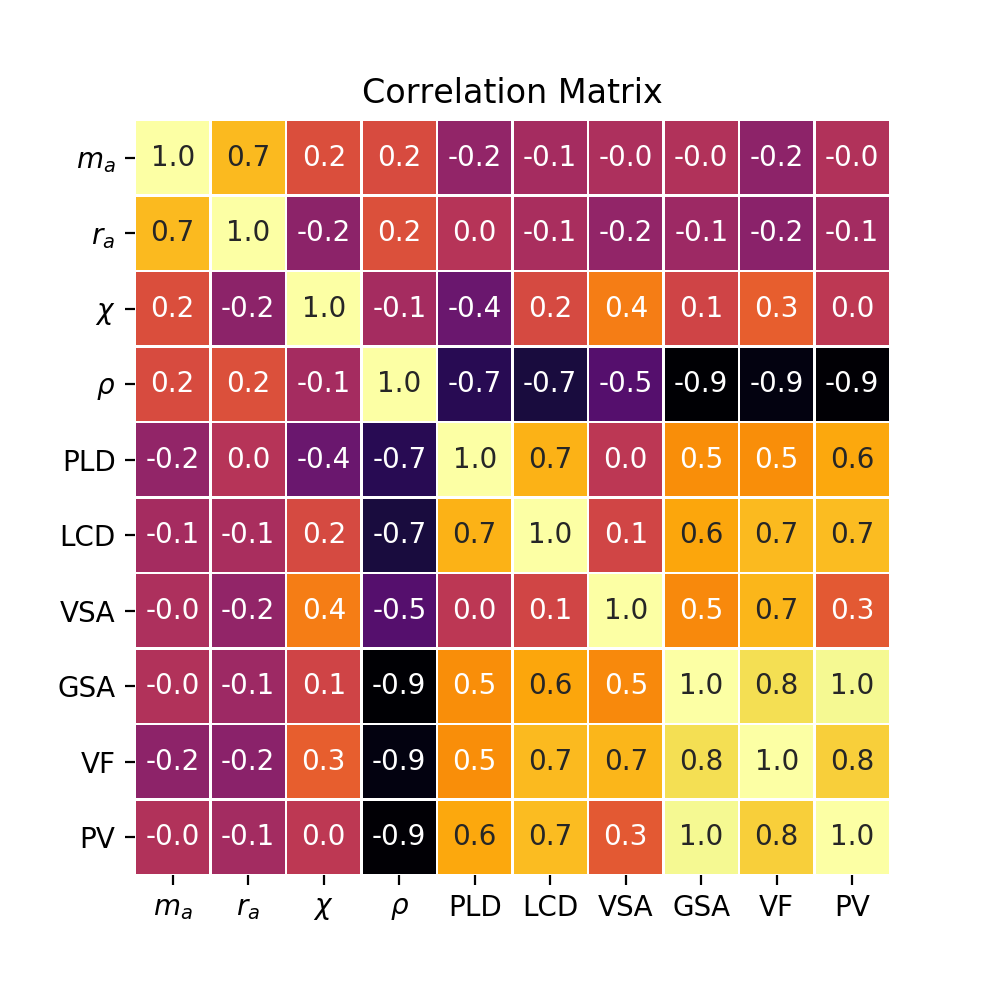 Correlation Matrix
mₐ 1.0 0.7 0.2 0.2 -0.2 -0.1 -0.0 -0.0 -0.2 -0.0
rₐ 0.7 1.0 -0.2 0.2 0.0 -0.1 -0.2 -0.1 -0.2 -0.1
χ 0.2 -0.2 1.0 -0.1 -0.4 0.2 0.4 0.1 0.3 0.0
ρ 0.2 0.2 -0.1 1.0 -0.7 -0.7 -0.5 -0.9 -0.9 -0.9
PLD -0.2 0.0 -0.4 -0.7 1.0 0.7 0.0 0.5 0.5 0.6
LCD -0.1 -0.1 0.2 -0.7 0.7 1.0 0.1 0.6 0.7 0.7
VSA -0.0 -0.2 0.4 -0.5 0.0 0.1 1.0 0.5 0.7 0.3
GSA -0.0 -0.1 0.1 -0.9 0.5 0.6 0.5 1.0 0.8 1.0
VF -0.2 -0.2 0.3 -0.9 0.5 0.7 0.7 0.8 1.0 0.8
PV -0.0 -0.1 0.0 -0.9 0.6 0.7 0.3 1.0 0.8 1.0
mₐ rₐ χ ρ PLD LCD VSA GSA VF PV